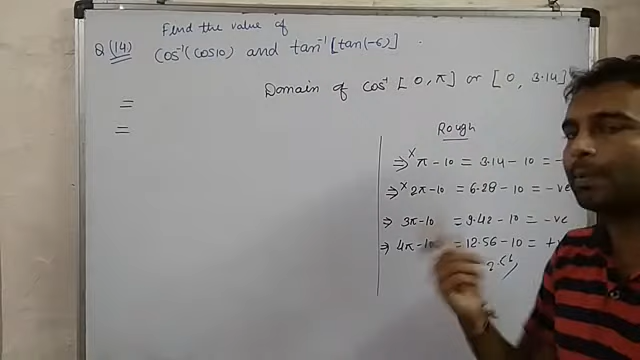 Find the value of
Q (14) cos⁻¹(cos10) and tan⁻¹[tan(-6)] .
Domain of cos⁻¹ [0, π] or [0, 3.14]
=
=
Rough
⇒ ˣ π-10 = 3.14-10 = -
⇒ ˣ 2π-10 = 6.28-10 = -ve
⇒ 3π-10 = 9.42-10 = -ve
⇒ 4π-10 = 12.56-10 = +